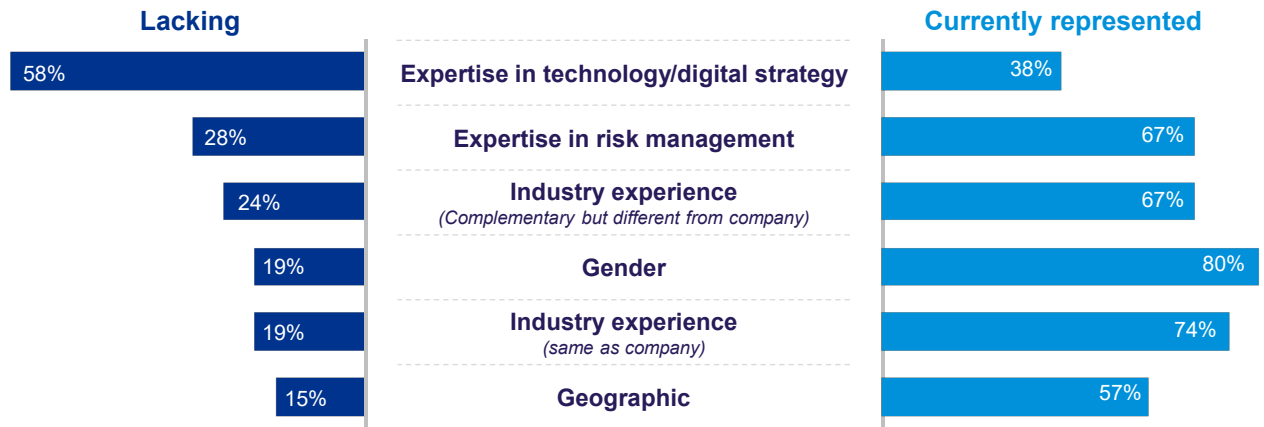 Lacking
Currently represented
58%
Expertise in technology/digital strategy
38%
28%
Expertise in risk management
67%
24%
Industry experience
(Complementary but different from company)
67%
19%
Gender
80%
19%
Industry experience
(same as company)
74%
15%
Geographic
57%